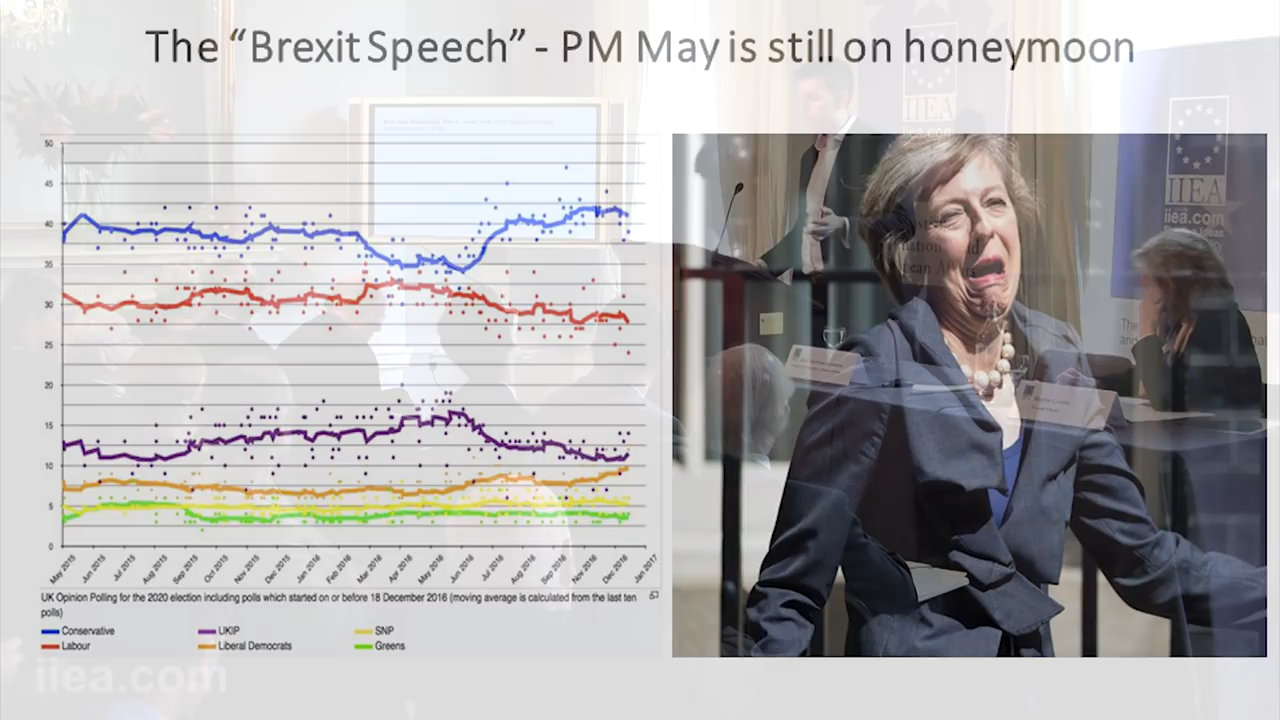 The “Brexit Speech” - PM May is still on honeymoon
IIEA
iiea.com
IIEA
iiea.com
The
and
50
45
40
35
30
25
20
15
10
5
0
May 2015
Jun 2015
Jul 2015
Aug 2015
Sep 2015
Oct 2015
Nov 2015
Dec 2015
Jan 2016
Feb 2016
Mar 2016
Apr 2016
May 2016
Jun 2016
Jul 2016
Aug 2016
Sep 2016
Nov 2016
Dec 2016
Jan 2017
UK Opinion Polling for the 2020 election including polls which started on or before 18 December 2016 (moving average is calculated from the last ten
polls)
Conservative UKIP SNP
Labour Liberal Democrats Greens
iiea.com